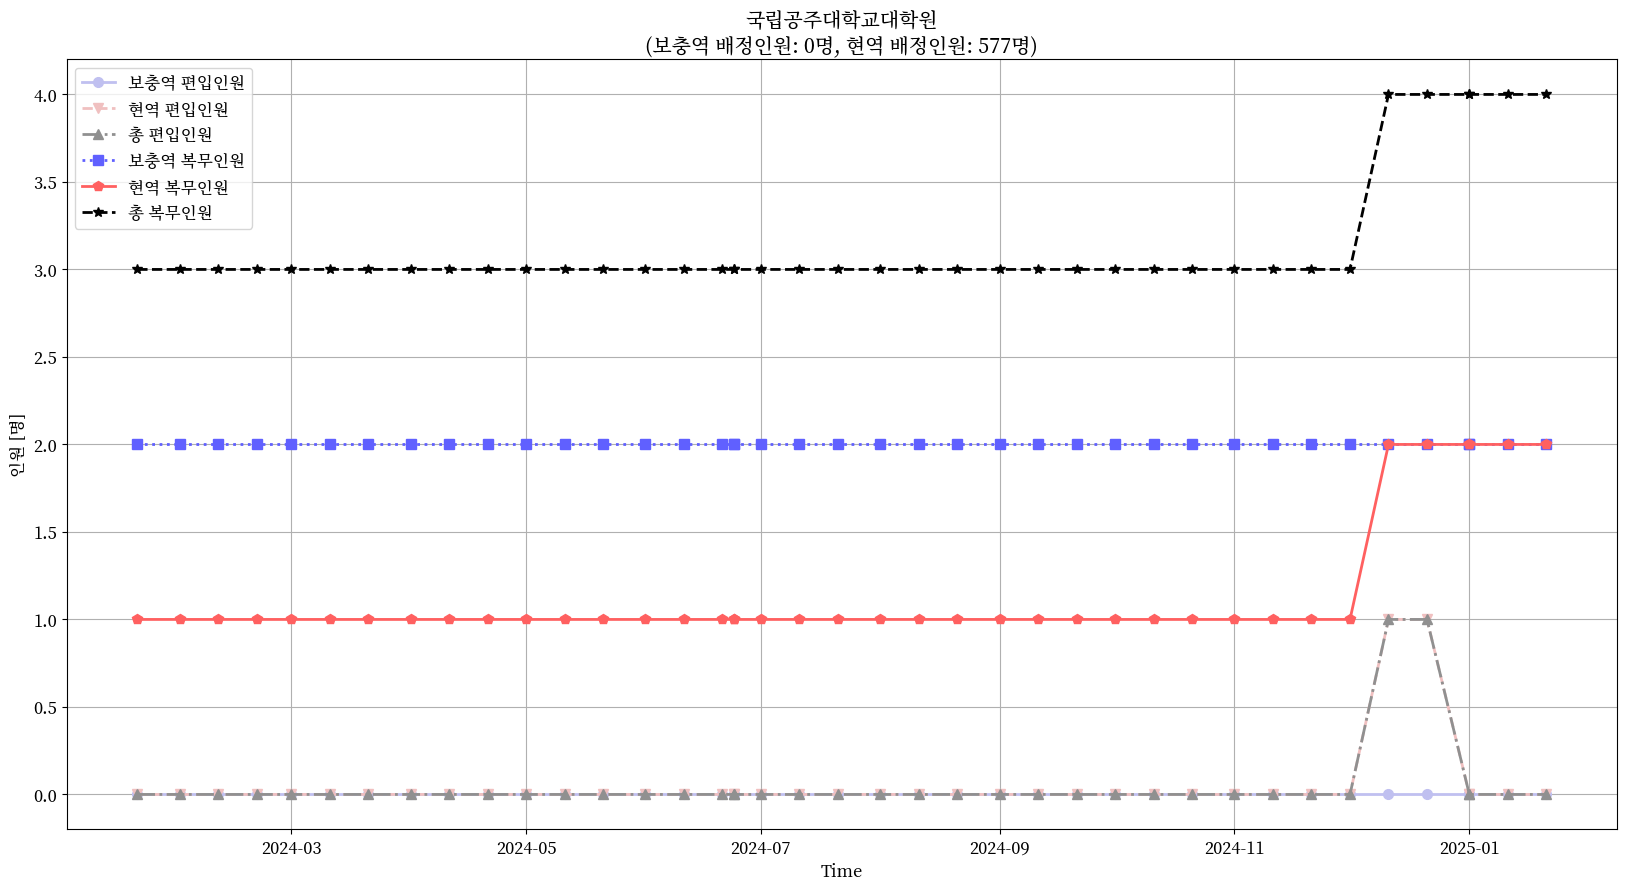 국립공주대학교대학원
(보충역 배정인원: 0명, 현역 배정인원: 577명)
보충역 편입인원
현역 편입인원
총 편입인원
보충역 복무인원
현역 복무인원
총 복무인원
4.0
3.5
3.0
2.5
2.0
1.5
1.0
0.5
0.0
인원 [명]
2024-03
2024-05
2024-07
2024-09
2024-11
2025-01
Time